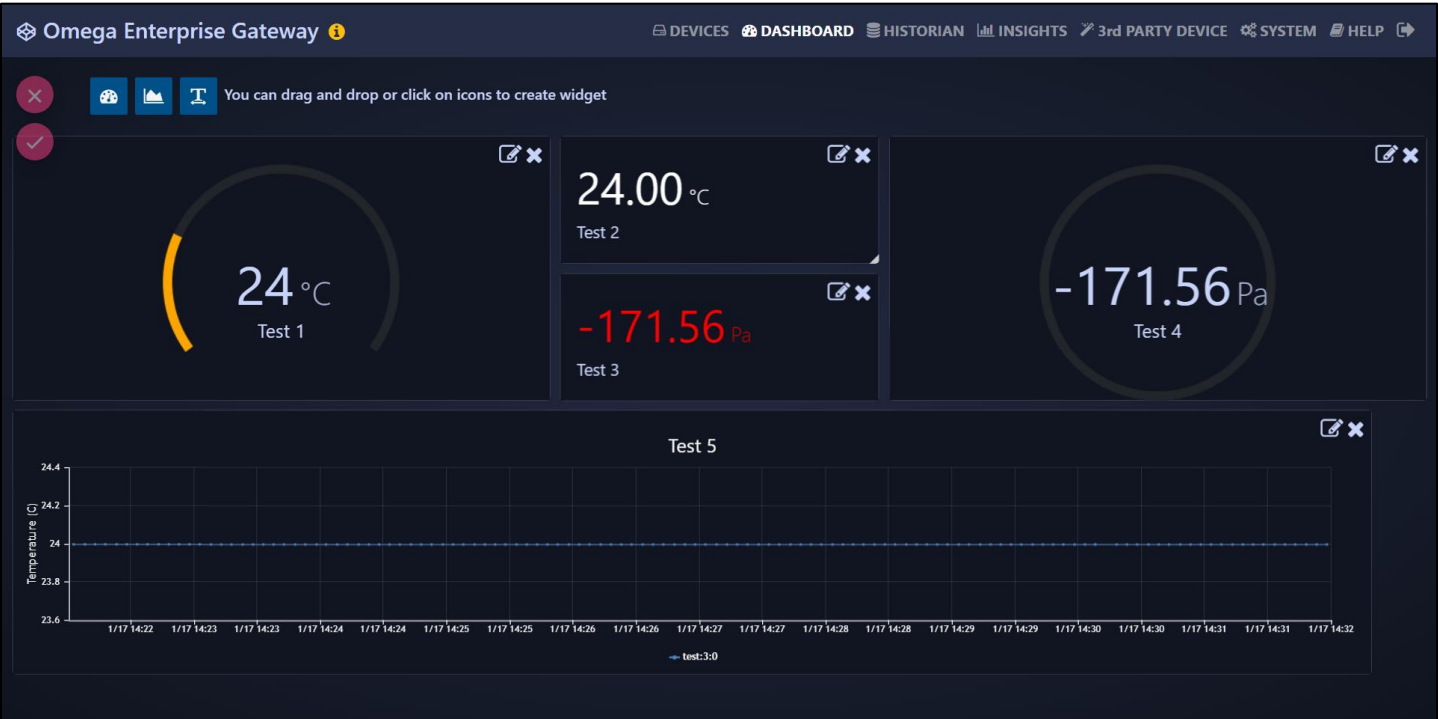 Omega Enterprise Gateway
DEVICES DASHBOARD HISTORIAN INSIGHTS 3rd PARTY DEVICE SYSTEM HELP
You can drag and drop or click on icons to create widget
24 °C
Test 1
24.00 °C
Test 2
-171.56 Pa
Test 3
-171.56 Pa
Test 4
Test 5
Temperature (C)
24.4
24.2
24
23.8
23.6
1/17 14:22 1/17 14:23 1/17 14:23 1/17 14:24 1/17 14:24 1/17 14:25 1/17 14:25 1/17 14:26 1/17 14:26 1/17 14:27 1/17 14:27 1/17 14:28 1/17 14:28 1/17 14:29 1/17 14:29 1/17 14:30 1/17 14:30 1/17 14:31 1/17 14:31 1/17 14:32
test:3:0